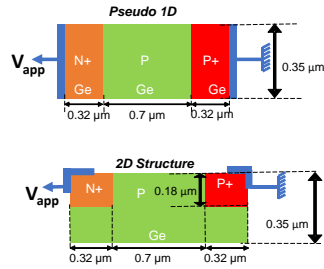 Pseudo 1D
N+ P P+
Vapp
Ge Ge Ge
0.35 µm
0.32 µm 0.7 µm 0.32 µm
2D Structure
N+ P P+
0.18 µm
Vapp
0.35 µm
Ge
0.32 µm 0.7 µm 0.32 µm